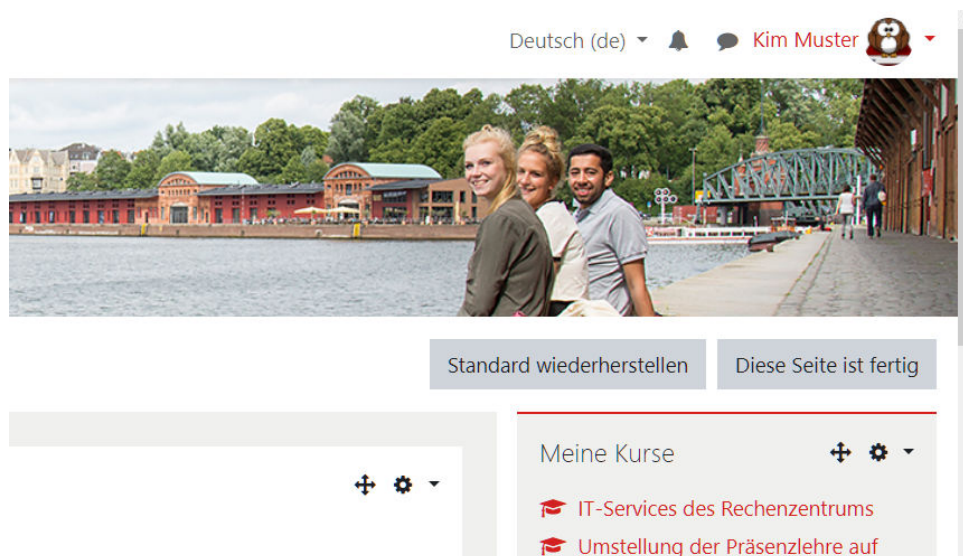 Deutsch (de)
Kim Muster
Standard wiederherstellen
Diese Seite ist fertig
Meine Kurse
IT-Services des Rechenzentrums
Umstellung der Präsenzlehre auf